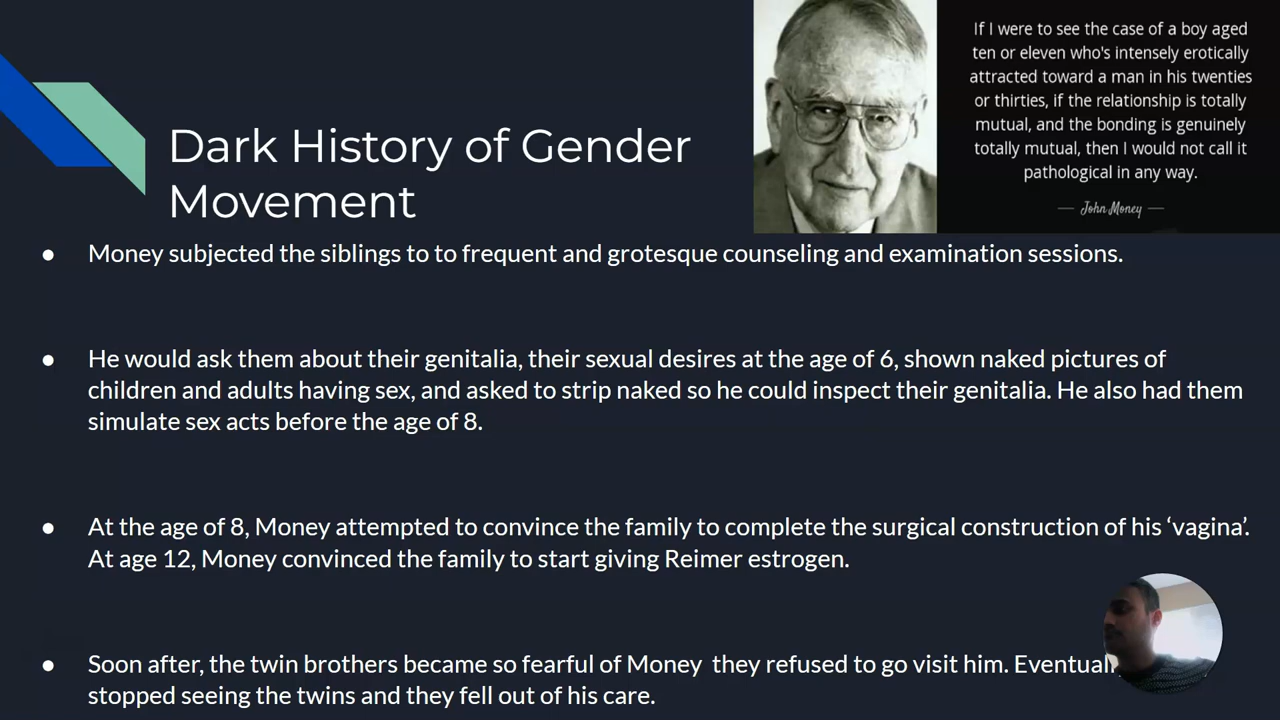 If I were to see the case of a boy aged
ten or eleven who's intensely erotically
attracted toward a man in his twenties
or thirties, if the relationship is totally
mutual, and the bonding is genuinely
totally mutual, then I would not call it
pathological in any way.
John Money
Dark History of Gender
Movement
● Money subjected the siblings to to frequent and grotesque counseling and examination sessions.
● He would ask them about their genitalia, their sexual desires at the age of 6, shown naked pictures of
children and adults having sex, and asked to strip naked so he could inspect their genitalia. He also had them
simulate sex acts before the age of 8.
● At the age of 8, Money attempted to convince the family to complete the surgical construction of his ‘vagina’.
At age 12, Money convinced the family to start giving Reimer estrogen.
● Soon after, the twin brothers became so fearful of Money they refused to go visit him.
stopped seeing the twins and they fell out of his care.